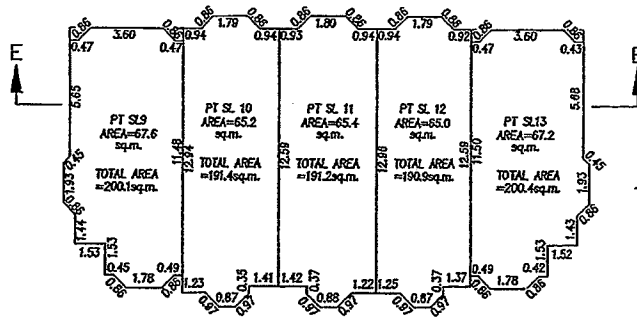 0.86 1.79 0.86 0.86 1.80 0.86 0.86 1.79 0.86
0.86 3.60 0.86 0.86 3.60 0.86
0.47 0.47 0.94 0.94 0.93 0.94 0.94 0.92 0.47 0.43
E
5.65
5.68
PT SL9
AREA=67.6
sq.m.
TOTAL AREA
=200.1sq.m.
PT SL 10
AREA=65.2
sq.m.
TOTAL AREA
=191.4sq.m.
PT SL 11
AREA=65.4
sq.m.
TOTAL AREA
=191.2sq.m.
PT SL 12
AREA=65.0
sq.m.
TOTAL AREA
=190.9sq.m.
PT SL13
AREA=67.2
sq.m.
TOTAL AREA
=200.4sq.m.
11.48 12.94 12.59 12.98 12.59 11.50
0.45 0.45
1.93 1.93
0.86 0.86
1.44 1.43
1.53 1.52
1.53 1.53
0.45 0.49 0.49 0.42
0.86 1.78 0.86 0.86 1.78 0.86
1.23 0.35 1.41 1.42 0.37 1.22 1.25 0.37 1.37
0.97 0.87 0.97 0.97 0.88 0.97 0.97 0.87 0.97